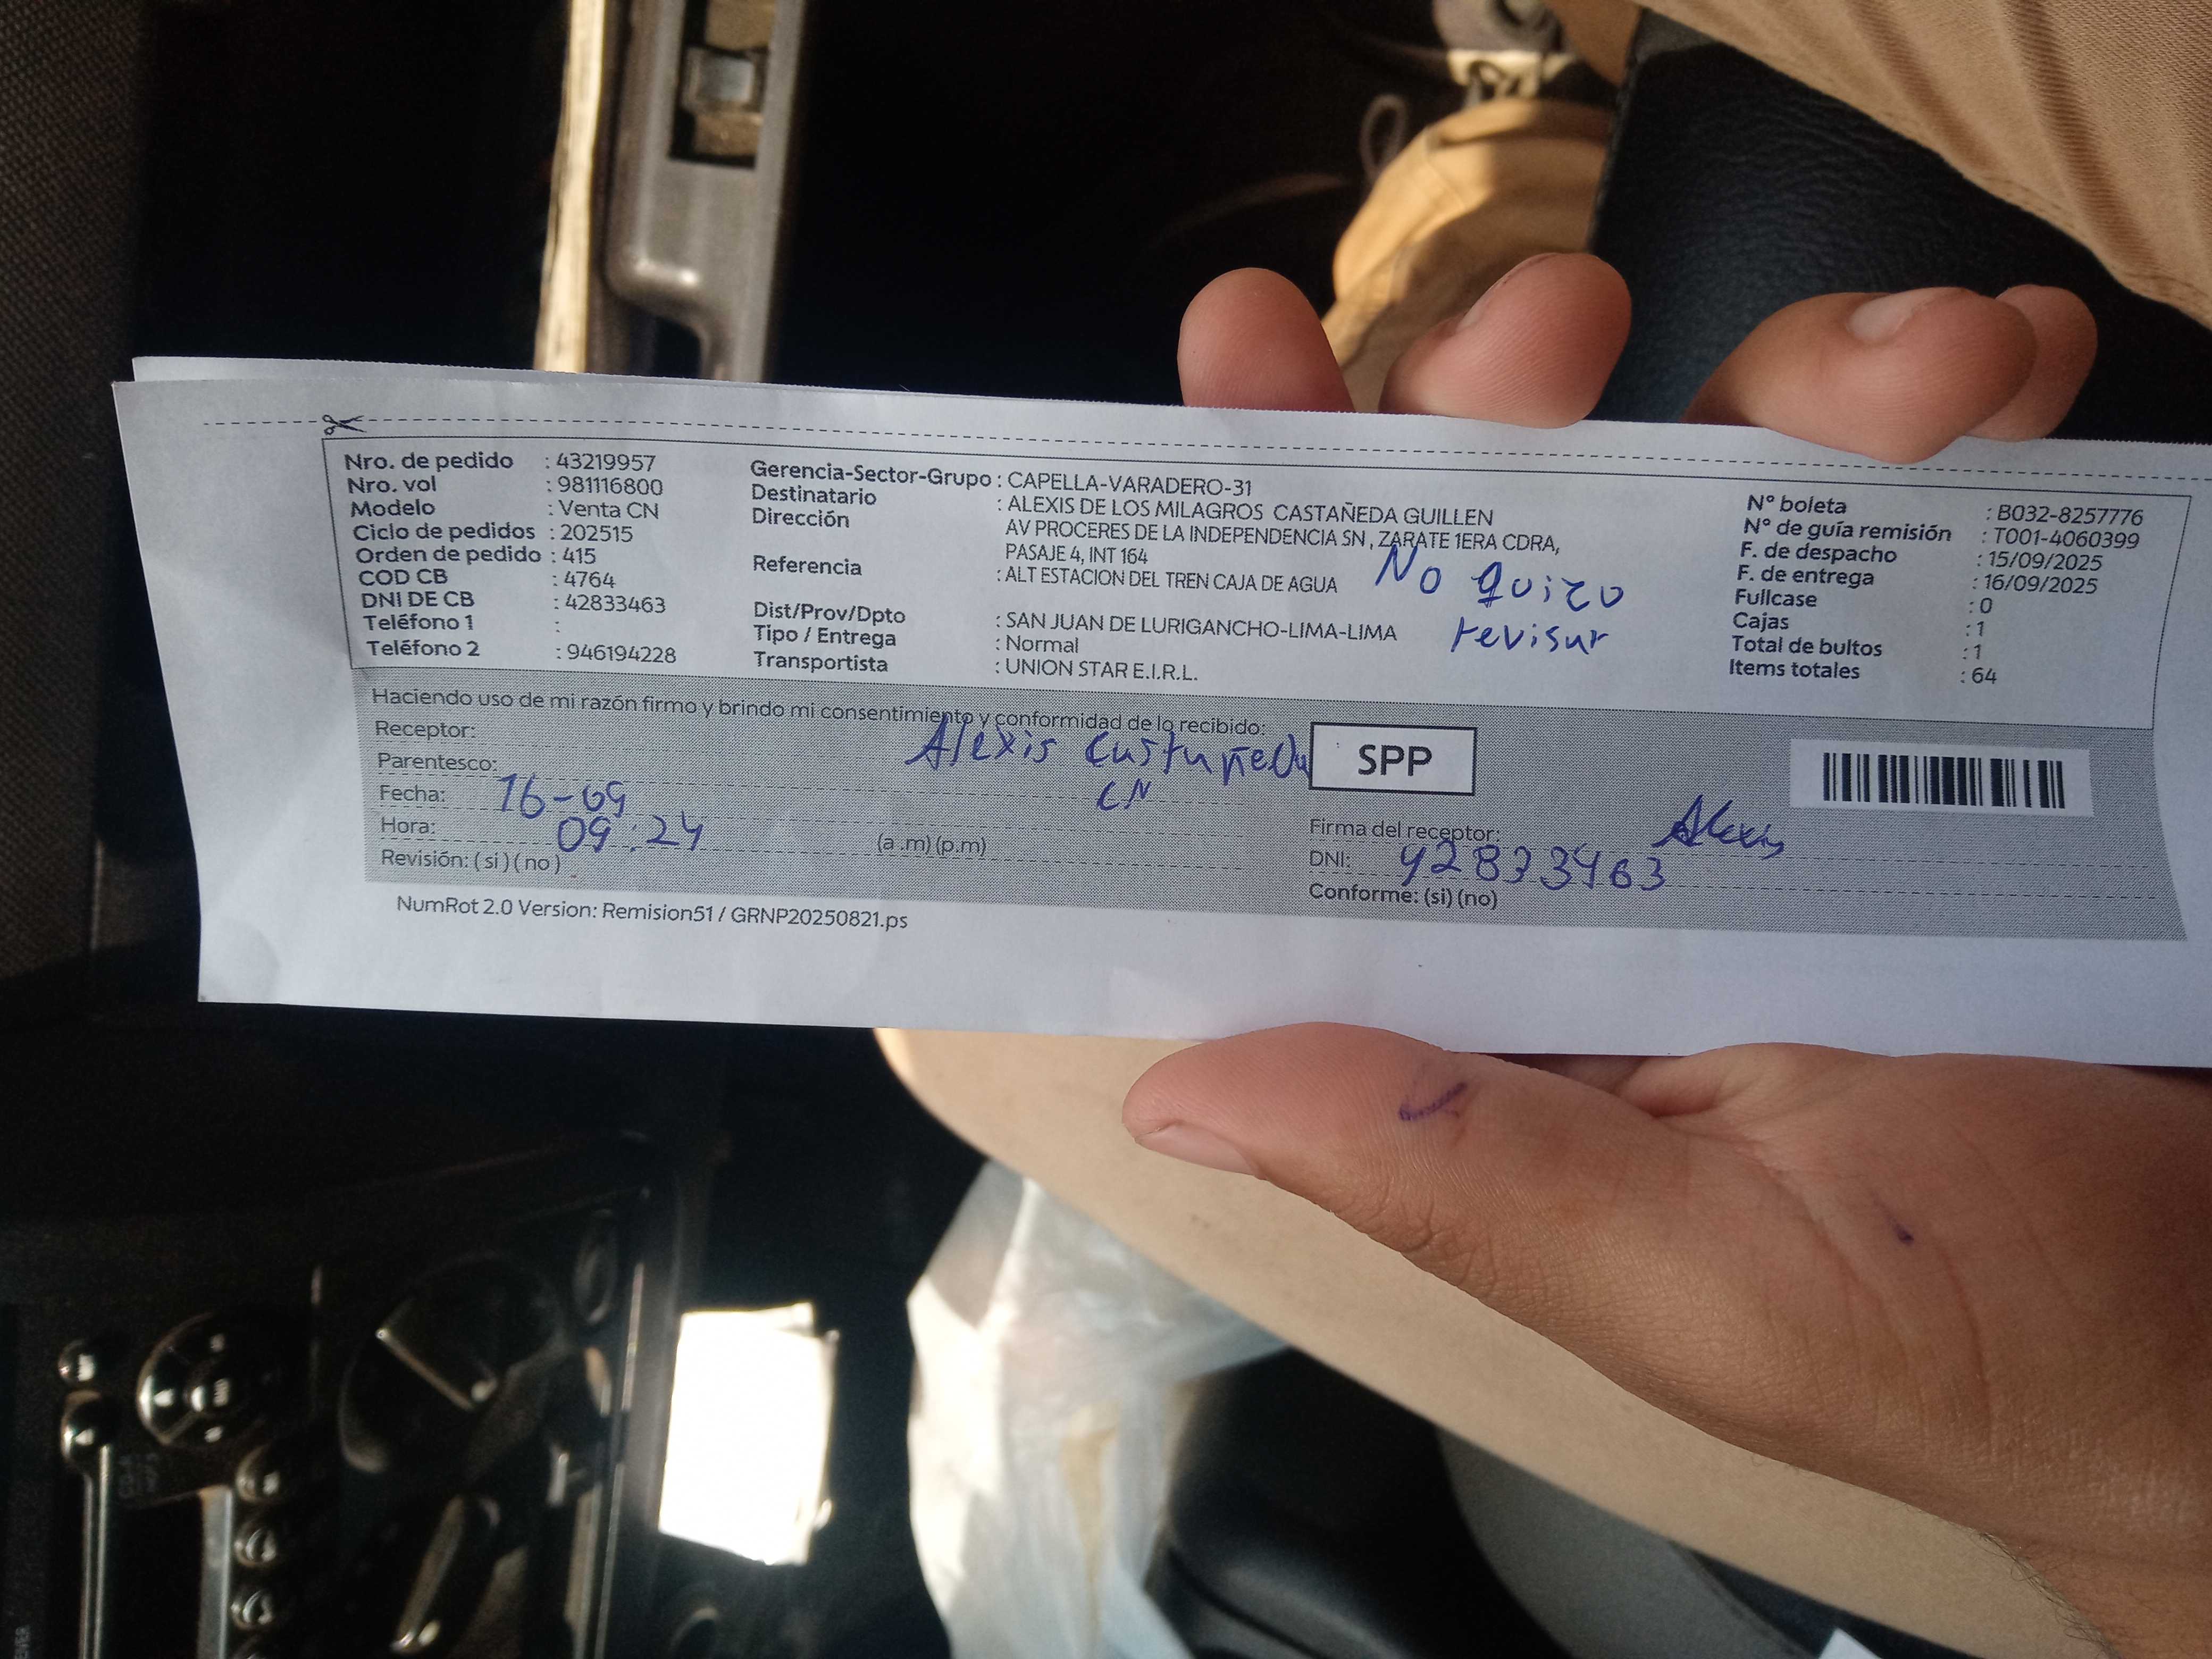 Nro. de pedido : 43219957
Nro. vol : 981116800
Modelo : Venta CN
Ciclo de pedidos : 202515
Orden de pedido : 415
COD CB : 4764
DNI DE CB : 42833463
Teléfono 1 :
Teléfono 2 : 946194228
Gerencia-Sector-Grupo : CAPELLA-VARADERO-31
Destinatario : ALEXIS DE LOS MILAGROS CASTAÑEDA GUILLEN
Dirección AV PROCERES DE LA INDEPENDENCIA SN , ZARATE 1ERA CDRA,
PASAJE 4, INT 164
Referencia : ALT ESTACION DEL TREN CAJA DE AGUA
No quizo
revisar
Dist/Prov/Dpto : SAN JUAN DE LURIGANCHO-LIMA-LIMA
Tipo / Entrega : Normal
Transportista : UNION STAR E.I.R.L.
N° boleta : B032-8257776
N° de guía remisión : T001-4060399
F. de despacho : 15/09/2025
F. de entrega : 16/09/2025
Fullcase : 0
Cajas : 1
Total de bultos : 1
Items totales : 64
Haciendo uso de mi razón firmo y brindo mi consentimiento y conformidad de lo recibido:
Receptor: Alexis Castañeda
Parentesco: CN
Fecha: 16-09
Hora: 09:24 (a .m) (p.m)
Revisión: ( si ) ( no )
SPP
Firma del receptor: Alexis
DNI: 42833463
Conforme: (si) (no)
NumRot 2.0 Version: Remision51 / GRNP20250821.ps